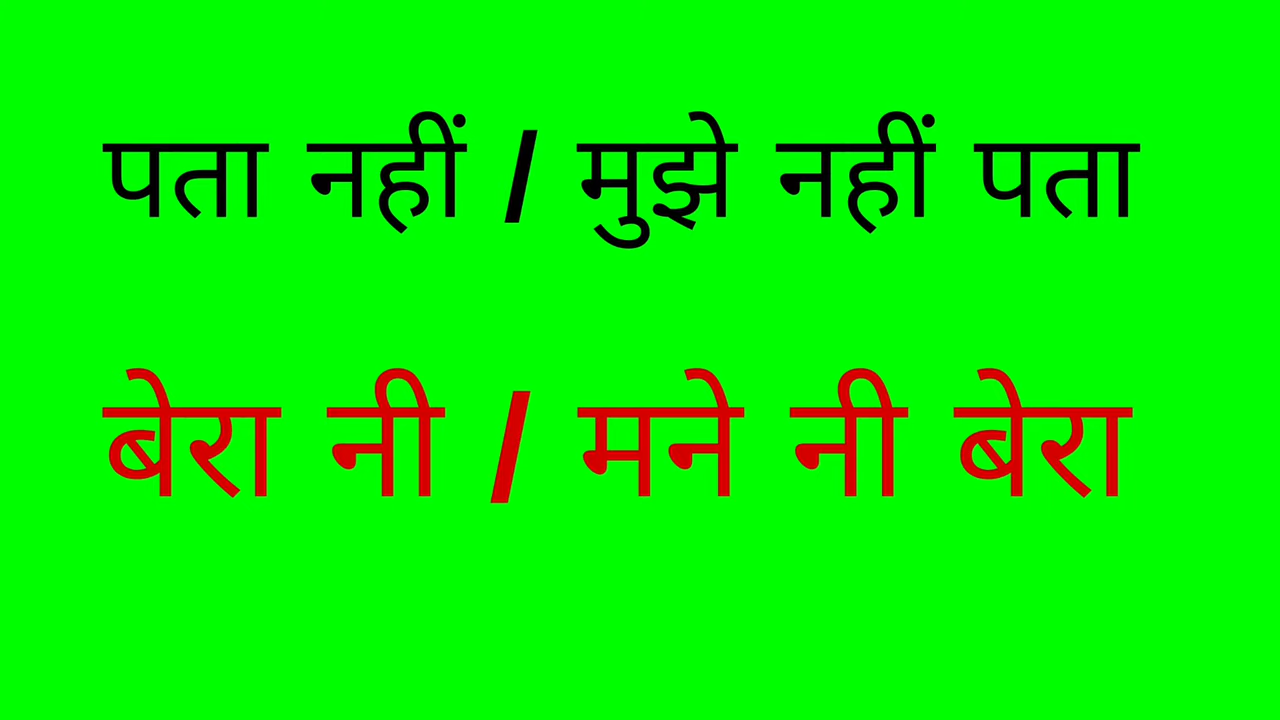 पता नहीं / मुझे नहीं पता
बेरा नी / मने नी बेरा